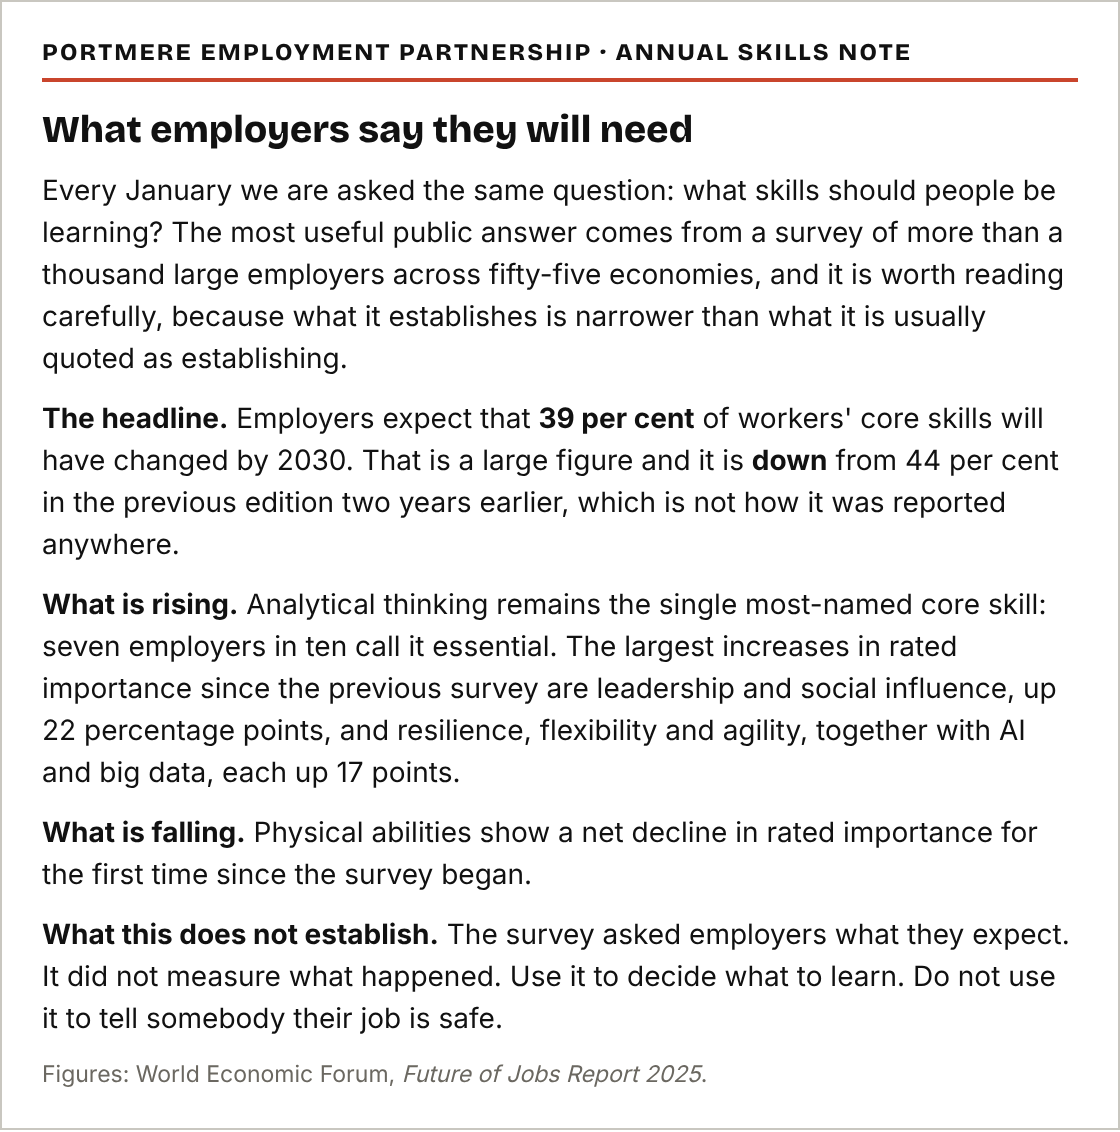 PORTMERE EMPLOYMENT PARTNERSHIP · ANNUAL SKILLS NOTE
What employers say they will need
Every January we are asked the same question: what skills should people be
learning? The most useful public answer comes from a survey of more than a
thousand large employers across fifty-five economies, and it is worth reading
carefully, because what it establishes is narrower than what it is usually
quoted as establishing.
The headline. Employers expect that 39 per cent of workers' core skills will
have changed by 2030. That is a large figure and it is down from 44 per cent
in the previous edition two years earlier, which is not how it was reported
anywhere.
What is rising. Analytical thinking remains the single most-named core skill:
seven employers in ten call it essential. The largest increases in rated
importance since the previous survey are leadership and social influence, up
22 percentage points, and resilience, flexibility and agility, together with AI
and big data, each up 17 points.
What is falling. Physical abilities show a net decline in rated importance for
the first time since the survey began.
What this does not establish. The survey asked employers what they expect.
It did not measure what happened. Use it to decide what to learn. Do not use
it to tell somebody their job is safe.
Figures: World Economic Forum, Future of Jobs Report 2025.